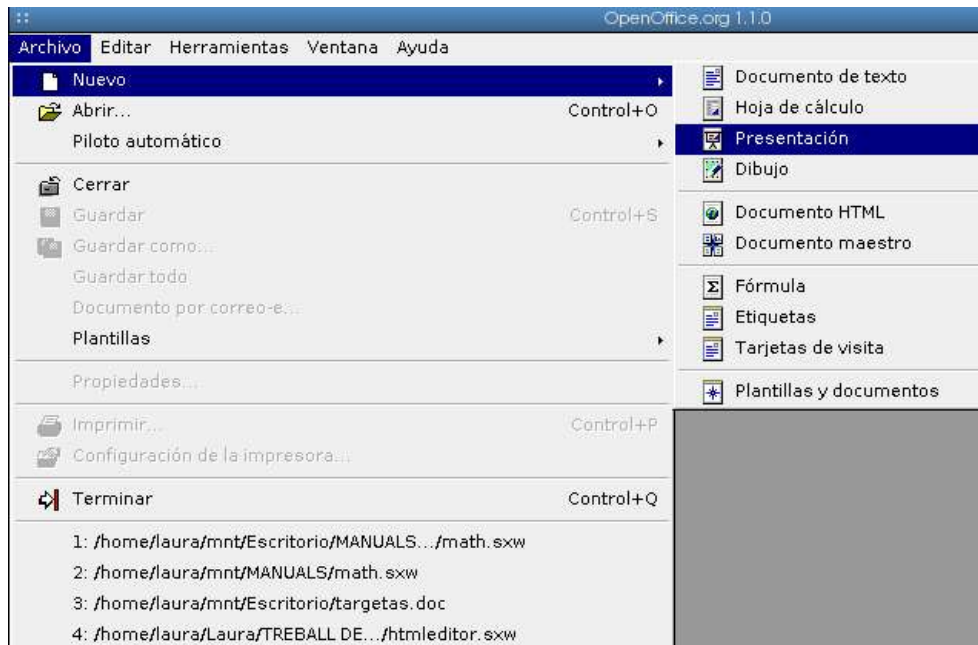 OpenOffice.org 1.1.0
Archivo Editar Herramientas Ventana Ayuda
Nuevo
Abrir... Control+O
Piloto automático
Cerrar
Guardar Control+S
Guardar como...
Guardar todo
Documento por correo-e...
Plantillas
Propiedades...
Imprimir... Control+P
Configuración de la impresora...
Terminar Control+Q
1: /home/laura/mnt/Escritorio/MANUALS.../math.sxw
2: /home/laura/mnt/MANUALS/math.sxw
3: /home/laura/mnt/Escritorio/targetas.doc
4: /home/laura/Laura/TREBALL DE.../htmleditor.sxw
Documento de texto
Hoja de cálculo
Presentación
Dibujo
Documento HTML
Documento maestro
Fórmula
Etiquetas
Tarjetas de visita
Plantillas y documentos